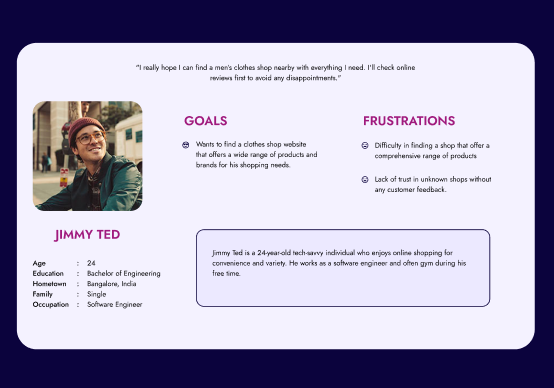 "I really hope I can find a men's clothes shop nearby with everything I need. I'll check online
reviews first to avoid any disappointments."
GOALS
Wants to find a clothes shop website
that offers a wide range of products and
brands for his shopping needs.
FRUSTRATIONS
Difficulty in finding a shop that offer a
comprehensive range of products
Lack of trust in unknown shops without
any customer feedback.
JIMMY TED
Age : 24
Education : Bachelor of Engineering
Hometown : Bangalore, India
Family : Single
Occupation : Software Engineer
Jimmy Ted is a 24-year-old tech-savvy individual who enjoys online shopping for
convenience and variety. He works as a software engineer and often gym during his
free time.